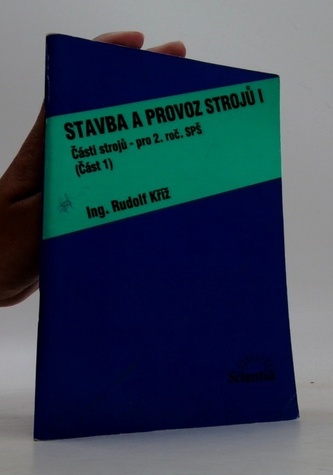 STAVBA A PROVOZ STROJŮ I
Části strojů - pro 2. roč. SPŠ
(Část 1)
Ing. Rudolf Kříž